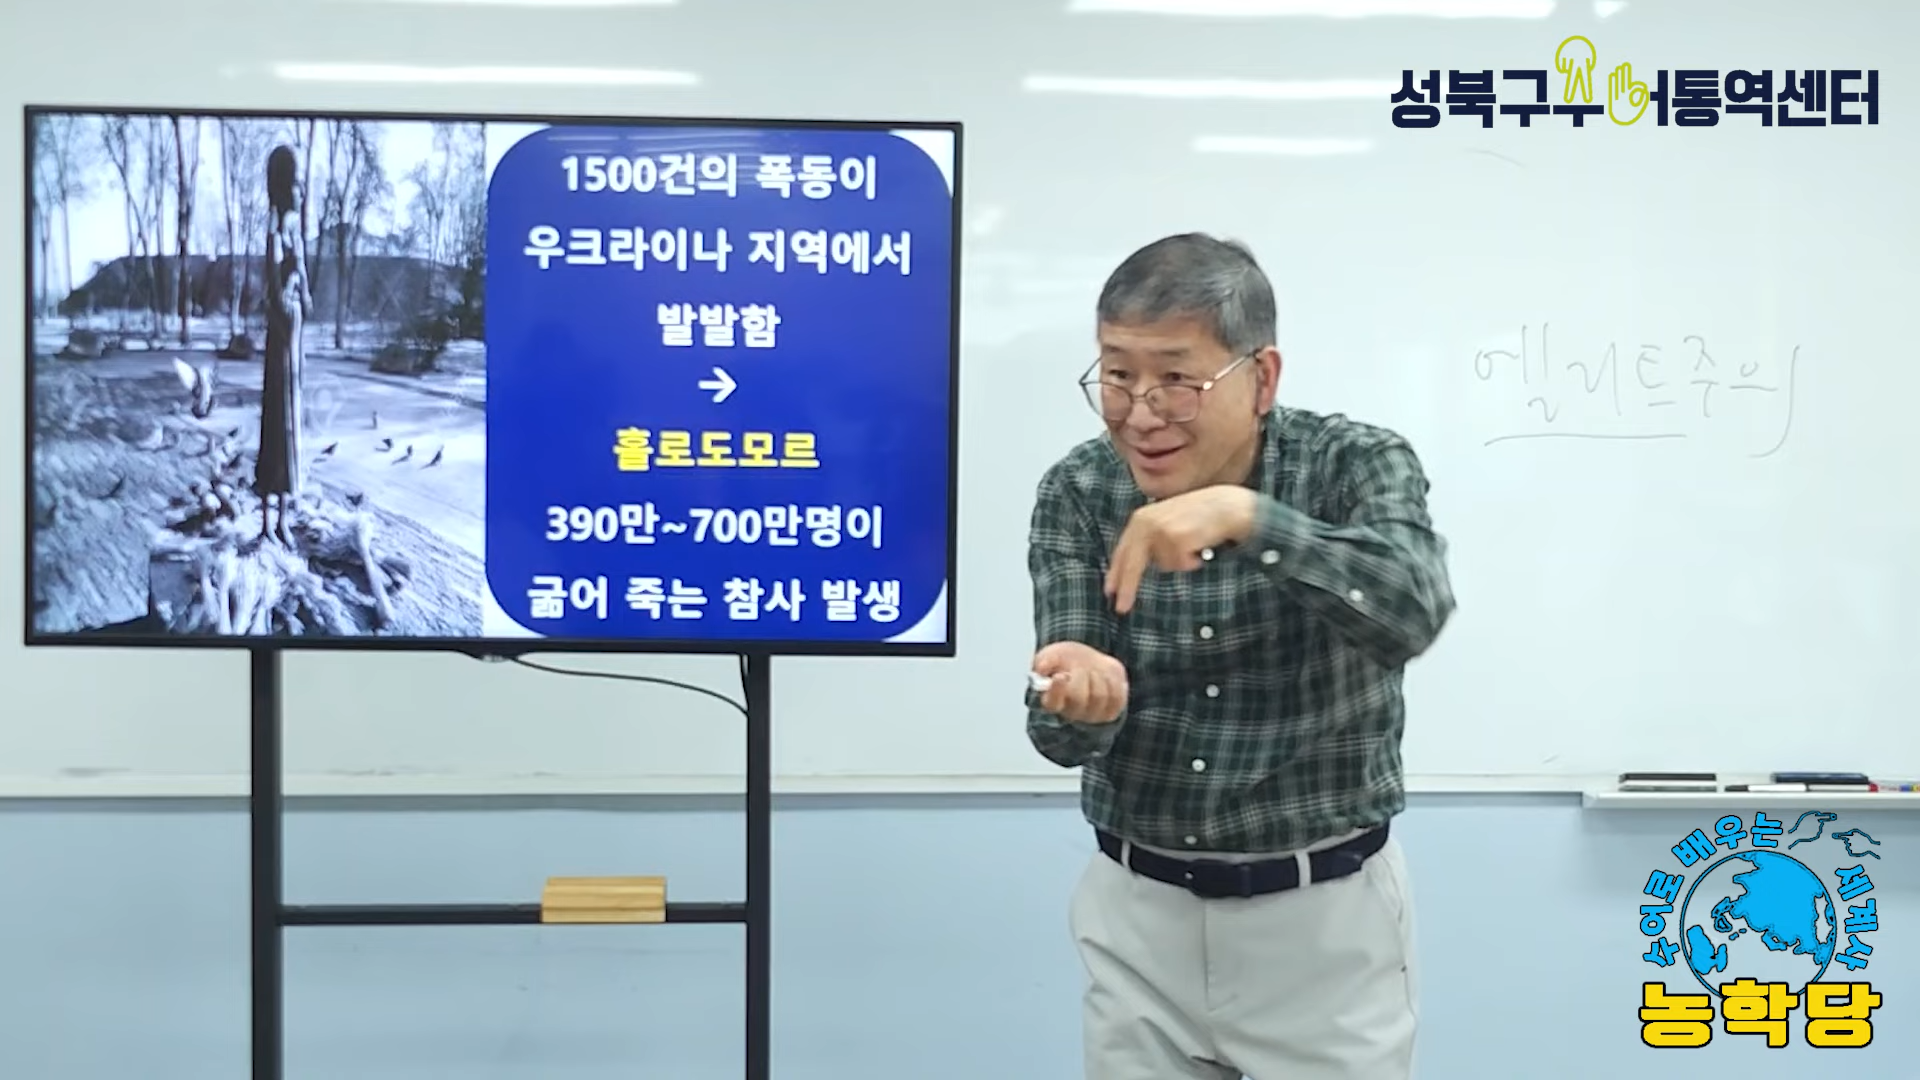 성북구수어통역센터
1500건의 폭동이
우크라이나 지역에서
발발함
→
홀로도모르
390만~700만명이
굶어 죽는 참사 발생
엘리트주의
수어로 배우는 세계사
농학당